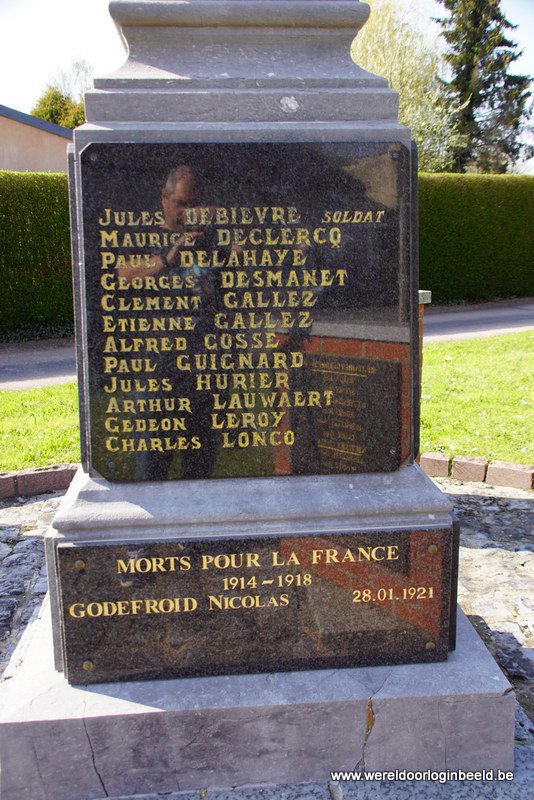 JULES DEBIEVRE SOLDAT
MAURICE DECLERCQ
PAUL DELAHAYE
GEORGES DESMANET
CLEMENT GALLEZ
ETIENNE GALLEZ
ALFRED GOSSE
PAUL GUIGNARD
JULES HURIER
ARTHUR LAUWAERT
GEDEON LEROY
CHARLES LONCO
MORTS POUR LA FRANCE
1914-1918
GODEFROID NICOLAS 28.01.1921
www.wereldoorloginbeeld.be